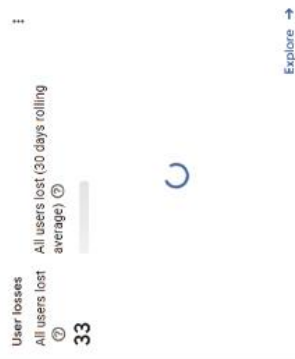 User losses
All users lost
All users lost (30 days rolling
average)
33
Explore →